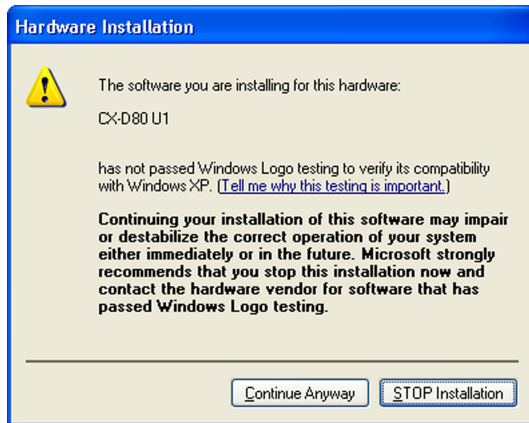 Hardware Installation
The software you are installing for this hardware:
CX-D80 U1
has not passed Windows Logo testing to verify its compatibility
with Windows XP. (Tell me why this testing is important.)
Continuing your installation of this software may impair
or destabilize the correct operation of your system
either immediately or in the future. Microsoft strongly
recommends that you stop this installation now and
contact the hardware vendor for software that has
passed Windows Logo testing.
Continue Anyway
STOP Installation